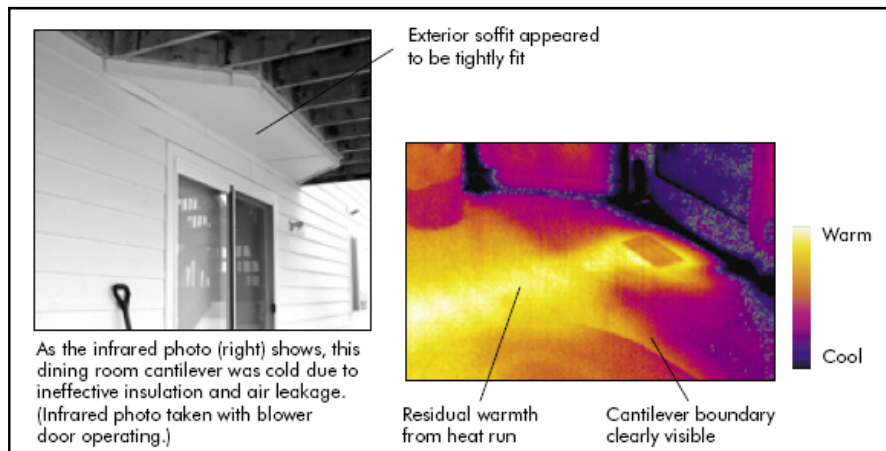 Exterior soffit appeared
to be tightly fit
Warm
Cool
As the infrared photo (right) shows, this
dining room cantilever was cold due to
ineffective insulation and air leakage.
(Infrared photo taken with blower
door operating.)
Residual warmth
from heat run
Cantilever boundary
clearly visible